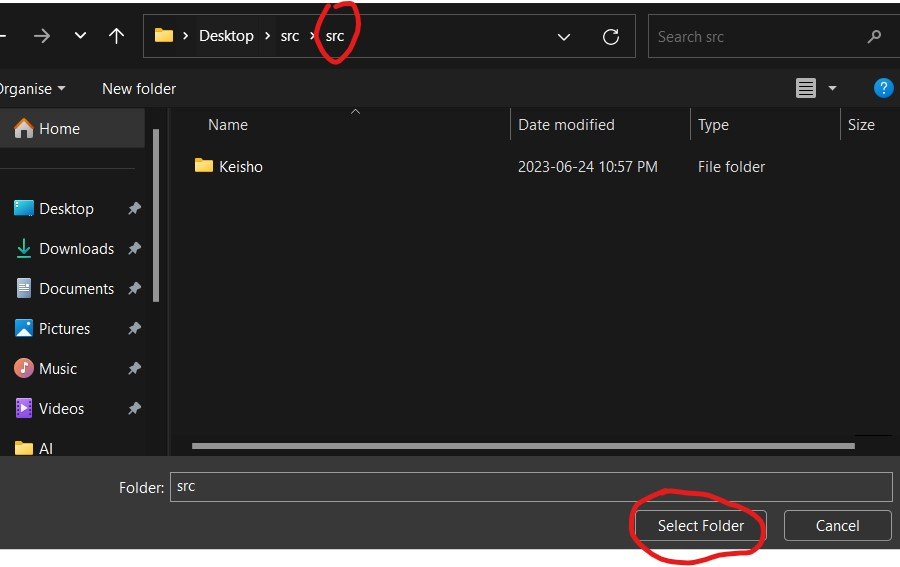 Desktop > src > src
Search src
Organise
New folder
?
Name
Date modified
Type
Size
Home
Keisho
2023-06-24 10:57 PM
File folder
Desktop
Downloads
Documents
Pictures
Music
Videos
AI
Folder:
src
Select Folder
Cancel